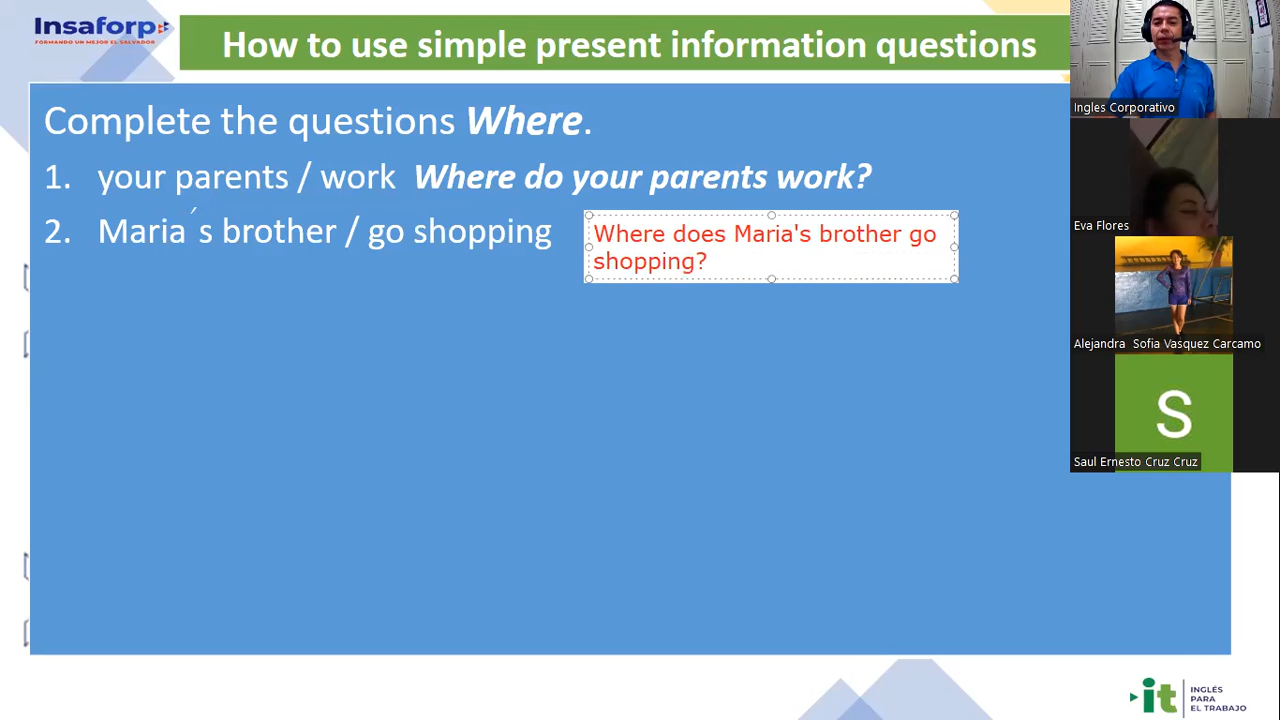 Insaforp
FORMANDO UN MEJOR EL SALVADOR
How to use simple present information questions
Complete the questions Where.
1. your parents / work Where do your parents work?
2. Maria´s brother / go shopping
Where does Maria's brother go
shopping?
Ingles Corporativo
Eva Flores
Alejandra Sofia Vasquez Carcamo
S
Saul Ernesto Cruz Cruz
it
INGLÉS
PARA
EL TRABAJO